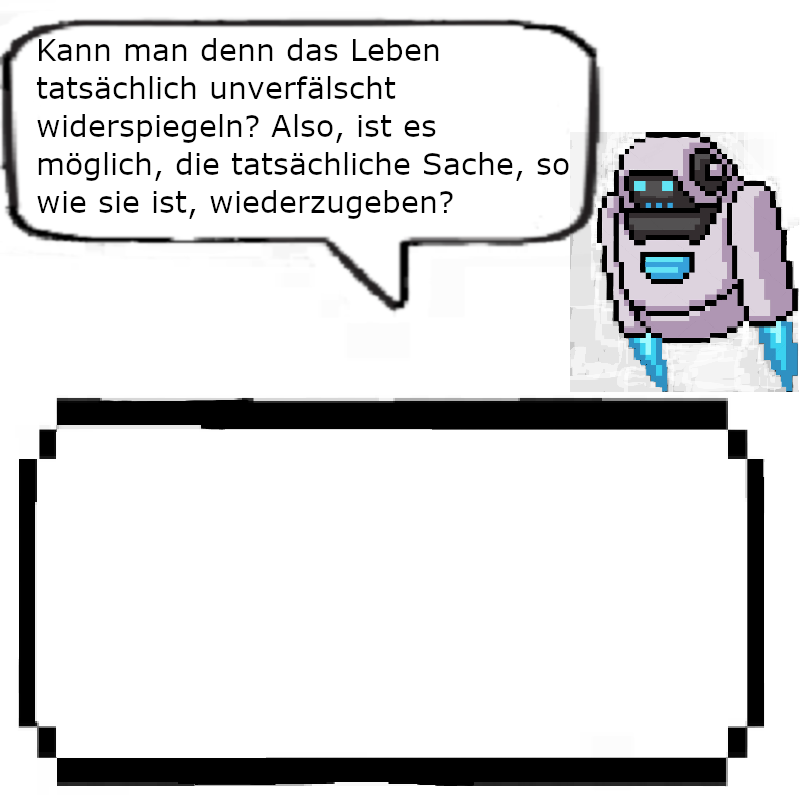 Kann man denn das Leben
tatsächlich unverfälscht
widerspiegeln? Also, ist es
möglich, die tatsächliche Sache, so
wie sie ist, wiederzugeben?